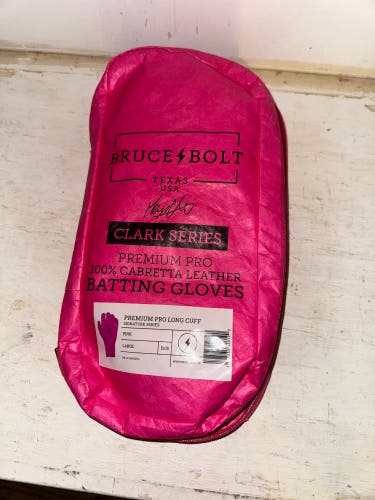 BRUCE BOLT
TEXAS
USA
CLARK SERIES
PREMIUM PRO
100% CABRETTA LEATHER
BATTING GLOVES
PREMIUM PRO LONG CUFF
SIGNATURE SERIES
PINK
LARGE